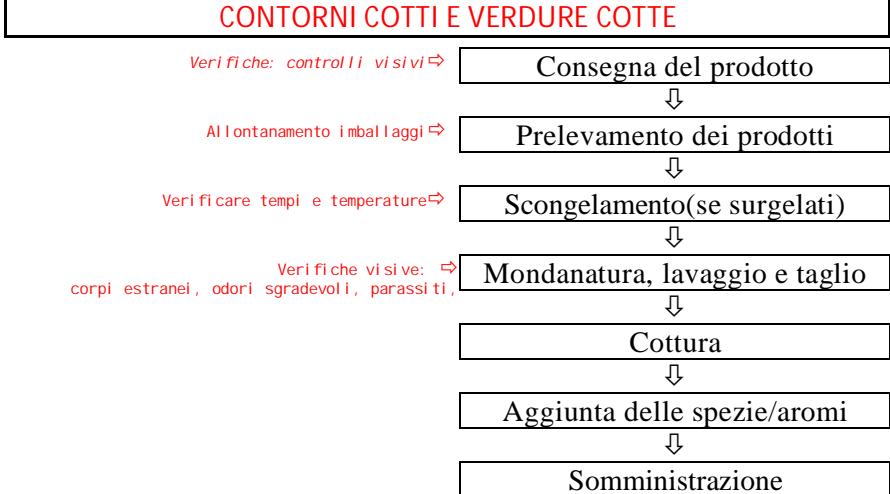 CONTORNI COTTI E VERDURE COTTE
Verifiche: controlli visivi⇨ Consegna del prodotto
⇩
Allontanamento imballaggi⇨ Prelevamento dei prodotti
⇩
Verificare tempi e temperature⇨ Scongelamento(se surgelati)
⇩
Verifiche visive: ⇨ Mondanatura, lavaggio e taglio
corpi estranei, odori sgradevoli, parassiti,
⇩
Cottura
⇩
Aggiunta delle spezie/aromi
⇩
Somministrazione